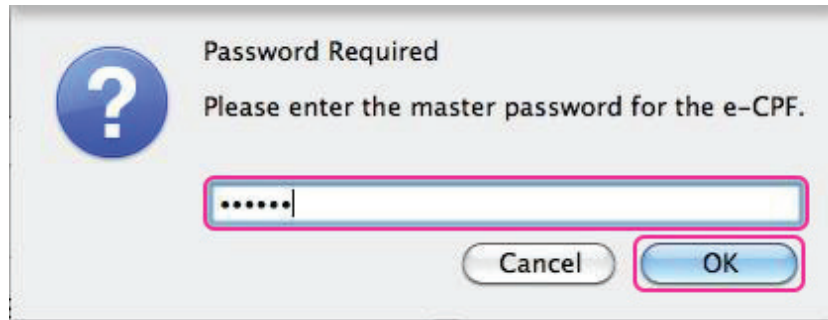 Password Required
Please enter the master password for the e-CPF.
••••••
Cancel OK